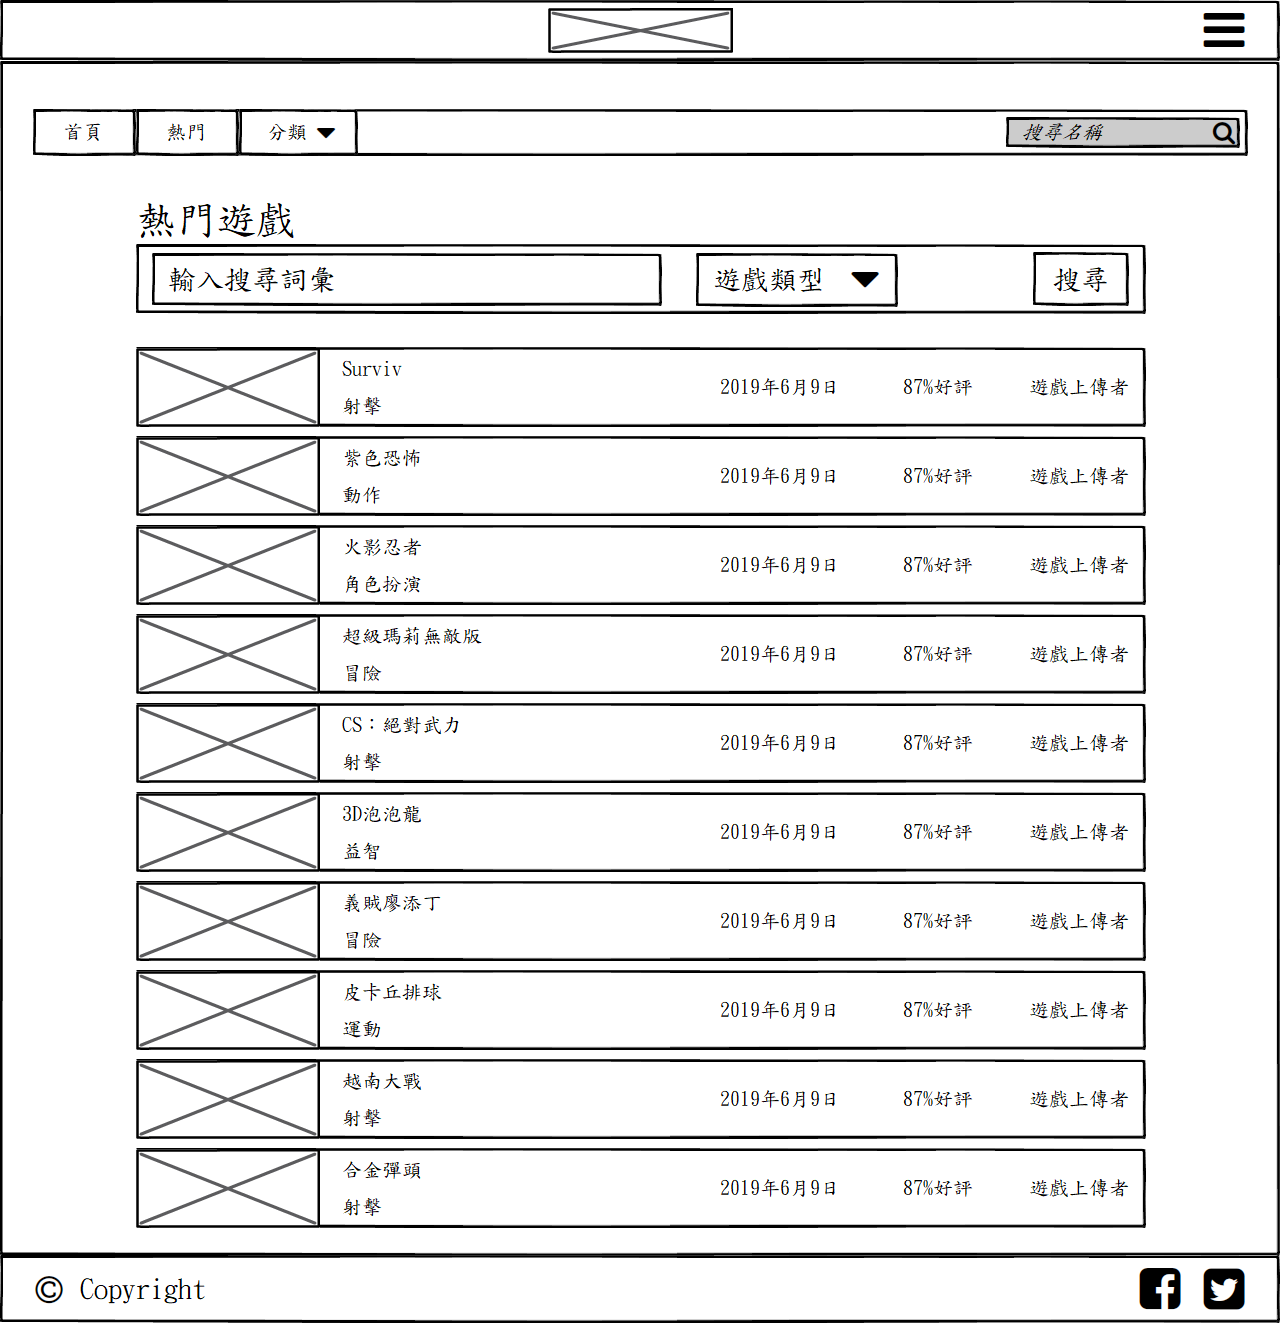 首頁 熱門 分類 搜尋名稱
熱門遊戲
輸入搜尋詞彙 遊戲類型 搜尋
Surviv
射擊
2019年6月9日 87%好評 遊戲上傳者
紫色恐怖
動作
2019年6月9日 87%好評 遊戲上傳者
火影忍者
角色扮演
2019年6月9日 87%好評 遊戲上傳者
超級瑪莉無敵版
冒險
2019年6月9日 87%好評 遊戲上傳者
CS：絕對武力
射擊
2019年6月9日 87%好評 遊戲上傳者
3D泡泡龍
益智
2019年6月9日 87%好評 遊戲上傳者
義賊廖添丁
冒險
2019年6月9日 87%好評 遊戲上傳者
皮卡丘排球
運動
2019年6月9日 87%好評 遊戲上傳者
越南大戰
射擊
2019年6月9日 87%好評 遊戲上傳者
合金彈頭
射擊
2019年6月9日 87%好評 遊戲上傳者
© Copyright